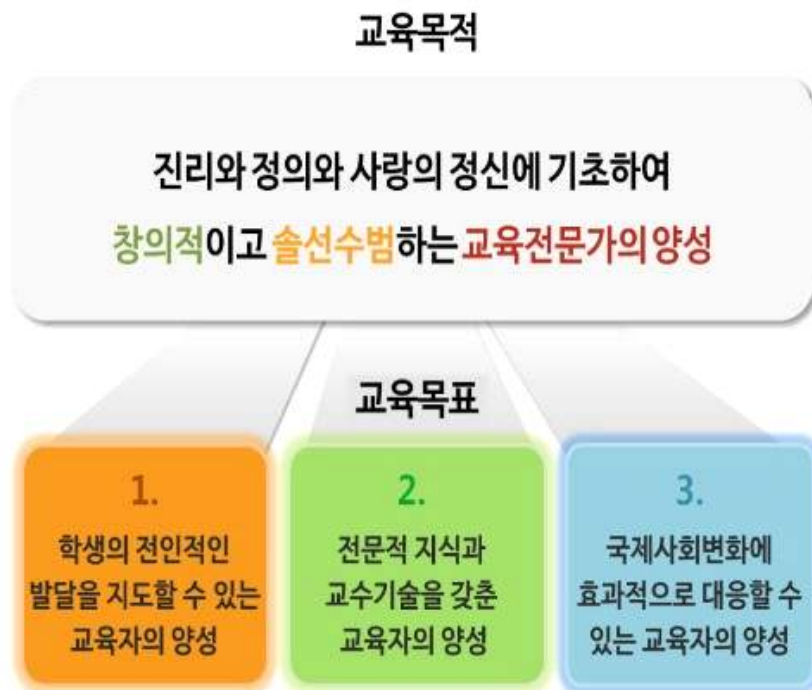 교육목적
진리와 정의와 사랑의 정신에 기초하여
창의적이고 솔선수범하는 교육전문가의 양성
교육목표
1.
학생의 전인적인
발달을 지도할 수 있는
교육자의 양성
2.
전문적 지식과
교수기술을 갖춘
교육자의 양성
3.
국제사회변화에
효과적으로 대응할 수
있는 교육자의 양성